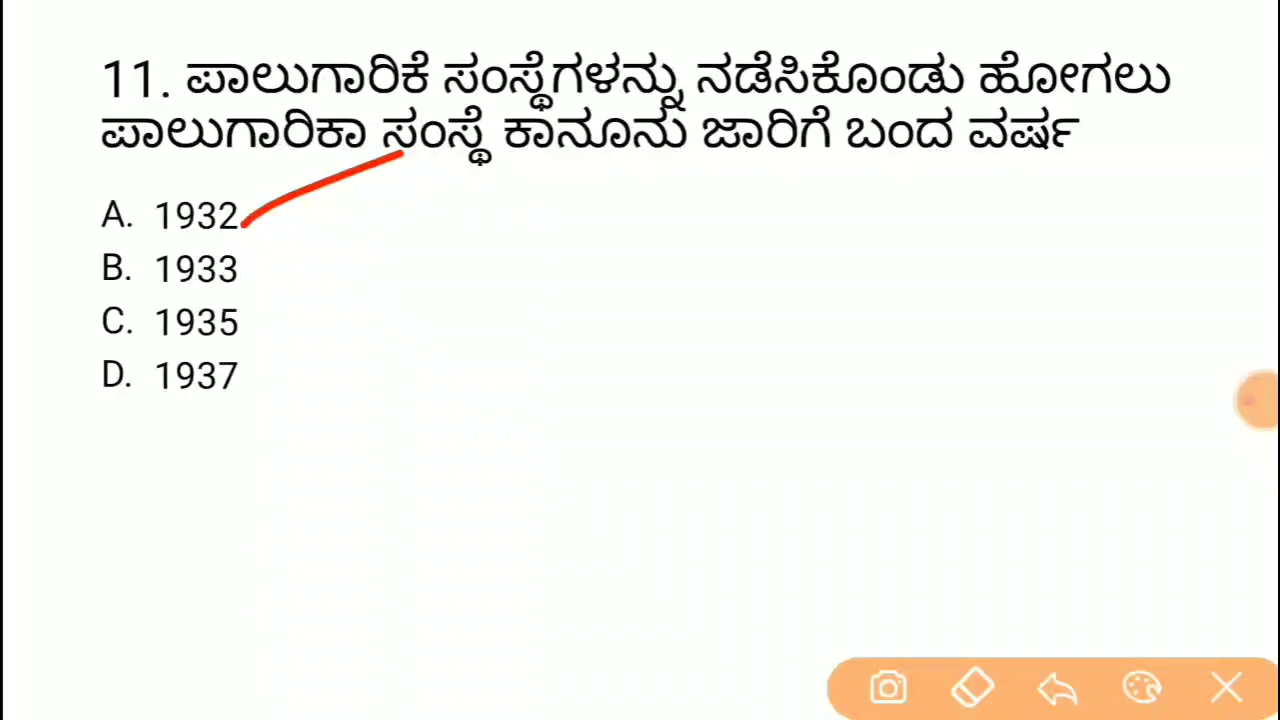 11. ಪಾಲುಗಾರಿಕೆ ಸಂಸ್ಥೆಗಳನ್ನು ನಡೆಸಿಕೊಂಡು ಹೋಗಲು
ಪಾಲುಗಾರಿಕಾ ಸಂಸ್ಥೆ ಕಾನೂನು ಜಾರಿಗೆ ಬಂದ ವರ್ಷ
A. 1932
B. 1933
C. 1935
D. 1937